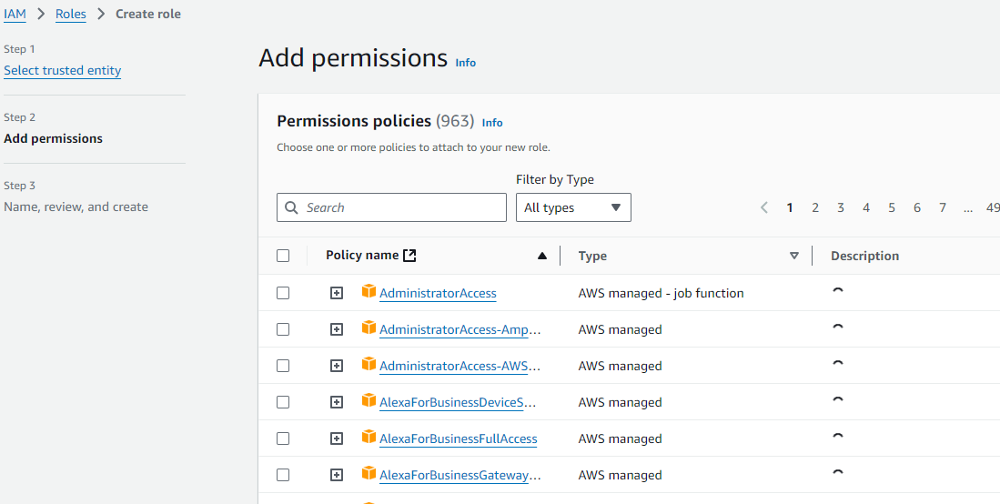 IAM > Roles > Create role
Step 1
Select trusted entity
Step 2
Add permissions
Step 3
Name, review, and create
Add permissions Info
Permissions policies (963) Info
Choose one or more policies to attach to your new role.
Filter by Type
Search
All types
1 2 3 4 5 6 7 ... 49
Policy name Type Description
AdministratorAccess AWS managed - job function
AdministratorAccess-Amp... AWS managed
AdministratorAccess-AWS... AWS managed
AlexaForBusinessDeviceS... AWS managed
AlexaForBusinessFullAccess AWS managed
AlexaForBusinessGateway... AWS managed